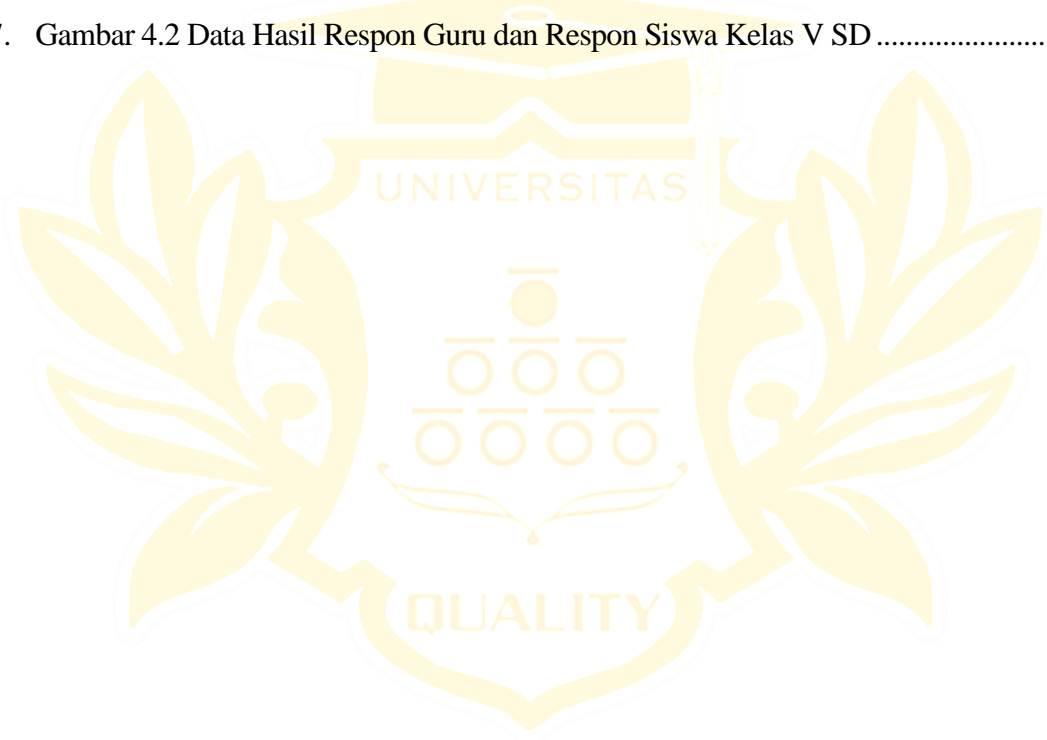 7. Gambar 4.2 Data Hasil Respon Guru dan Respon Siswa Kelas V SD .......................
UNIVERSITAS
QUALITY